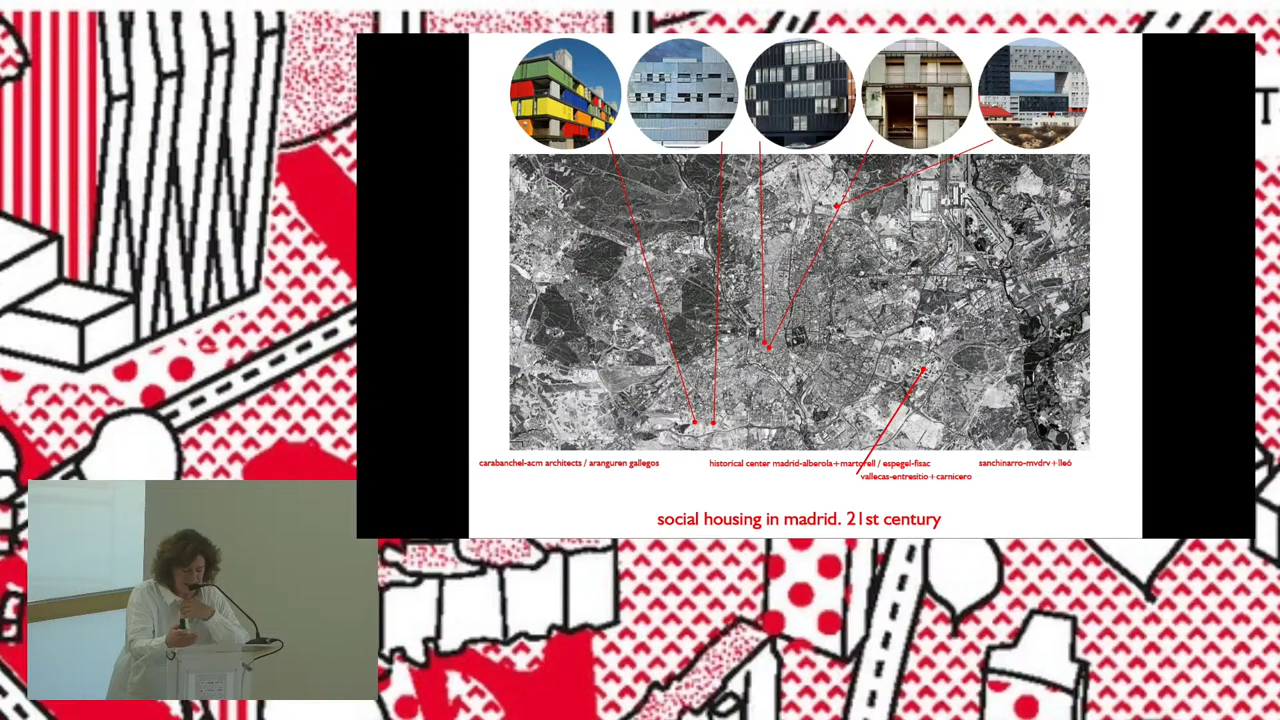 T
carabanchel-acm architects / aranguren gallegos
historical center madrid-alberola+martorell / espegel-fisac
sanchinarro-mvdrv+lleó
vallecas-entresitio+carnicero
social housing in madrid. 21st century